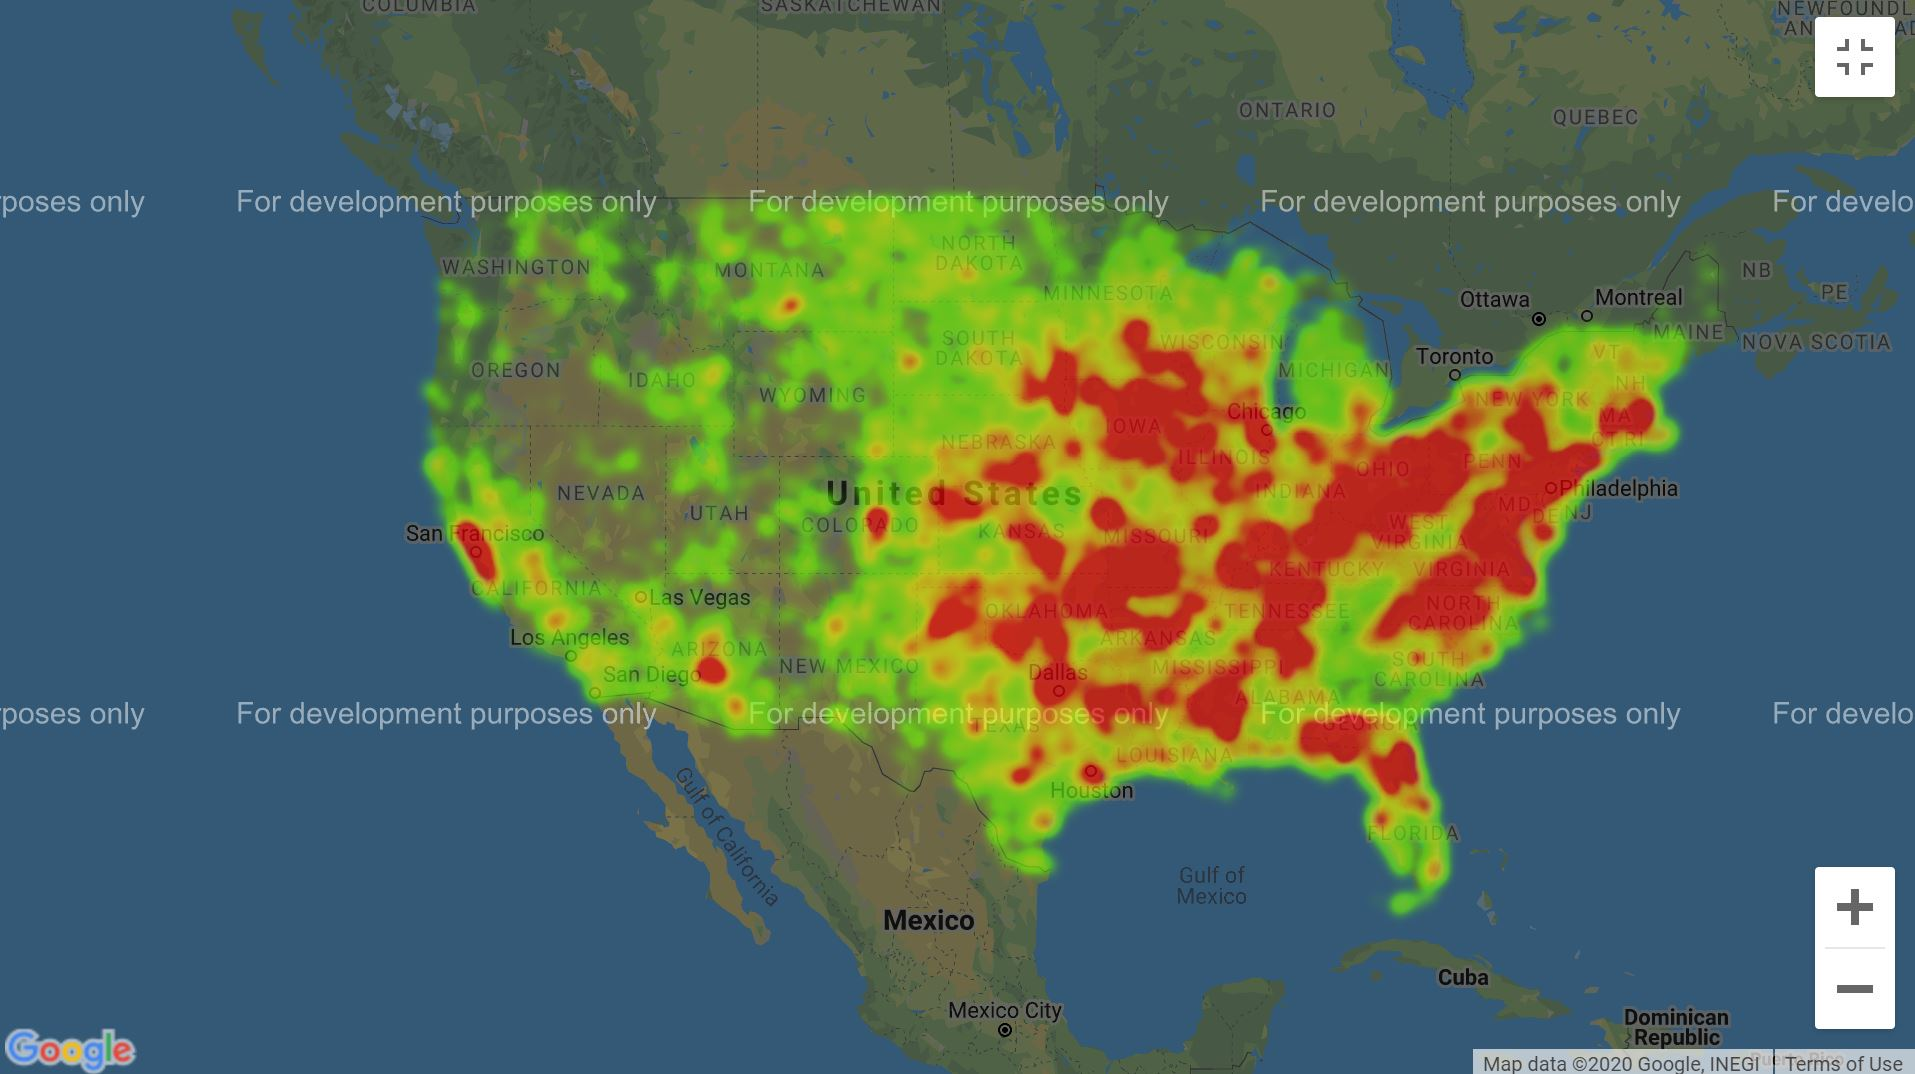 COLUMBIA
SASKATCHEWAN
NEWFOUNDL
AN
AD
ONTARIO
QUEBEC
rposes only
For development purposes only
For development purposes only
For development purposes only
For develo
NORTH
DAKOTA
WASHINGTON
MONTANA
NB
MINNESOTA
PE
Ottawa
Montreal
SOUTH
DAKOTA
WISCONSIN
MAINE
NOVA SCOTIA
VT
Toronto
OREGON
IDAHO
MICHIGAN
NH
WYOMING
NEW YORK
Chicago
MA
IOWA
CT RI
NEBRASKA
ILLINOIS
OHIO
PENN
NEVADA
United States
INDIANA
Philadelphia
UTAH
MD
DE NJ
COLORADO
San Francisco
KANSAS
MISSOURI
WEST
VIRGINIA
KENTUCKY
VIRGINIA
CALIFORNIA
Las Vegas
OKLAHOMA
TENNESSEE
NORTH
CAROLINA
Los Angeles
ARIZONA
ARKANSAS
NEW MEXICO
MISSISSIPPI
SOUTH
CAROLINA
San Diego
Dallas
ALABAMA
rposes only
For development purposes only
For development purposes only
For development purposes only
For develo
TEXAS
GEORGIA
LOUISIANA
Gulf of California
Houston
FLORIDA
Gulf of
Mexico
Mexico
Cuba
Mexico City
Dominican
Republic
Puerto Rico
Google
Map data ©2020 Google, INEGI
Terms of Use